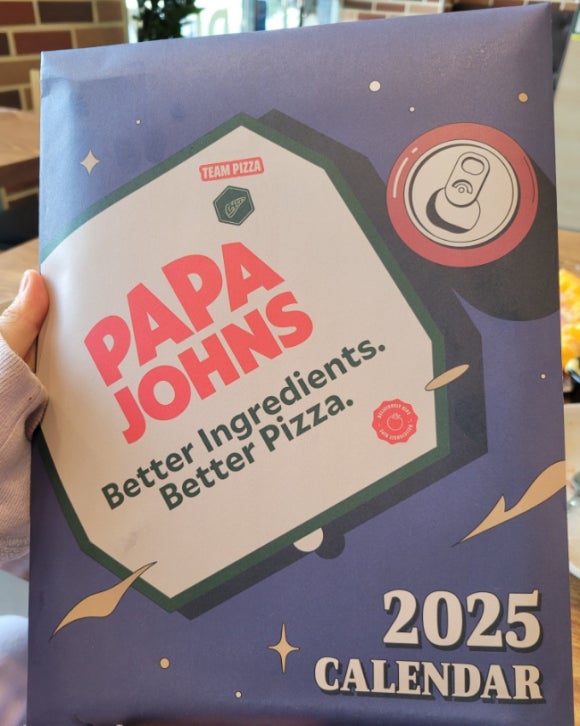 TEAM PIZZA
PAPA
JOHNS
Better Ingredients.
Better Pizza.
2025
CALENDAR